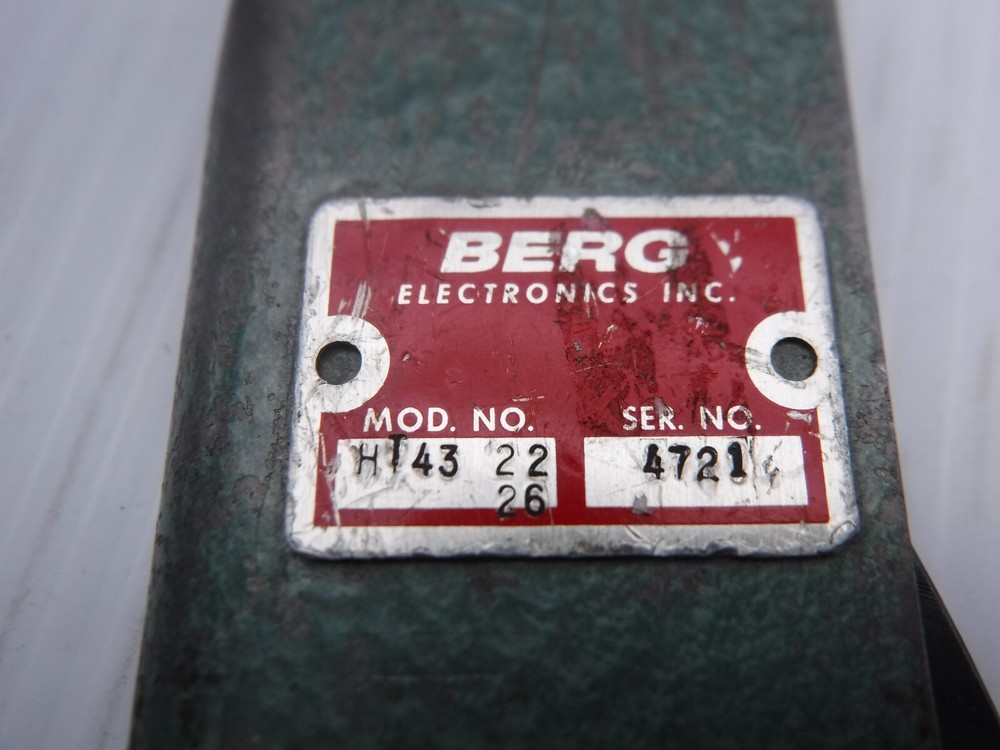 BERG
ELECTRONICS INC.
MOD. NO. SER. NO.
HT43 22 4721
26